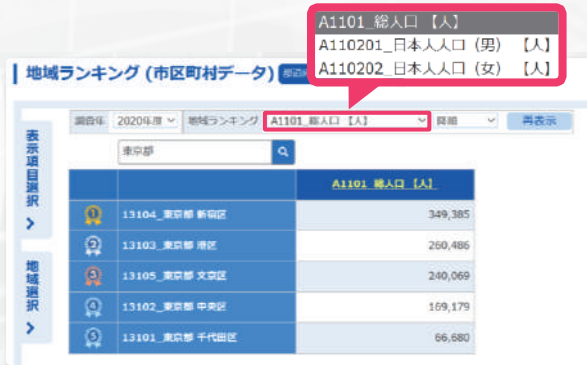 A1101_総人口 【人】
A110201_日本人人口（男） 【人】
A110202_日本人人口（女） 【人】
地域ランキング (市区町村データ)
調査年 2020年度 地域ランキング A1101_総人口 【人】 降順 再表示
表示項目選択
東京都
A1101_総人口 【人】
1 13104_東京都 新宿区 349,385
2 13103_東京都 港区 260,486
3 13105_東京都 文京区 240,069
4 13102_東京都 中央区 169,179
5 13101_東京都 千代田区 66,680
地域選択